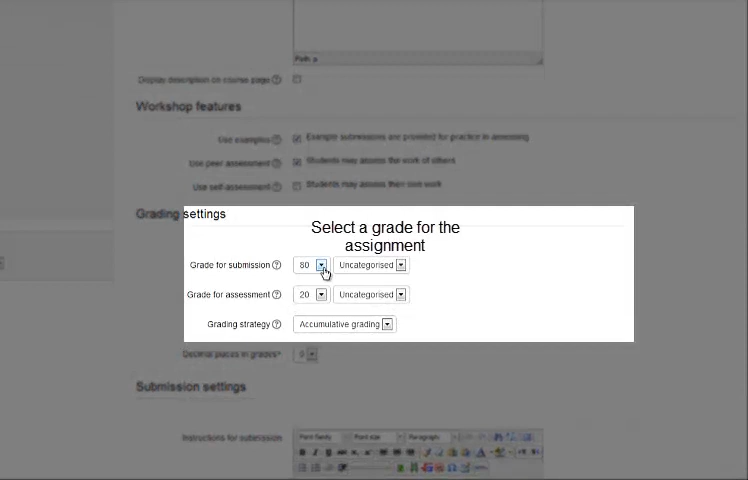 Path: p
Display description on course page
Workshop features
Use examples Example submissions are provided for practice in assessing
Use peer assessment Students may assess the work of others
Use self-assessment Students may assess their own work
Grading settings
Select a grade for the
assignment
Grade for submission 80 Uncategorised
Grade for assessment 20 Uncategorised
Grading strategy Accumulative grading
Decimal places in grades 0
Submission settings
Instructions for submission Font family Font size Paragraph